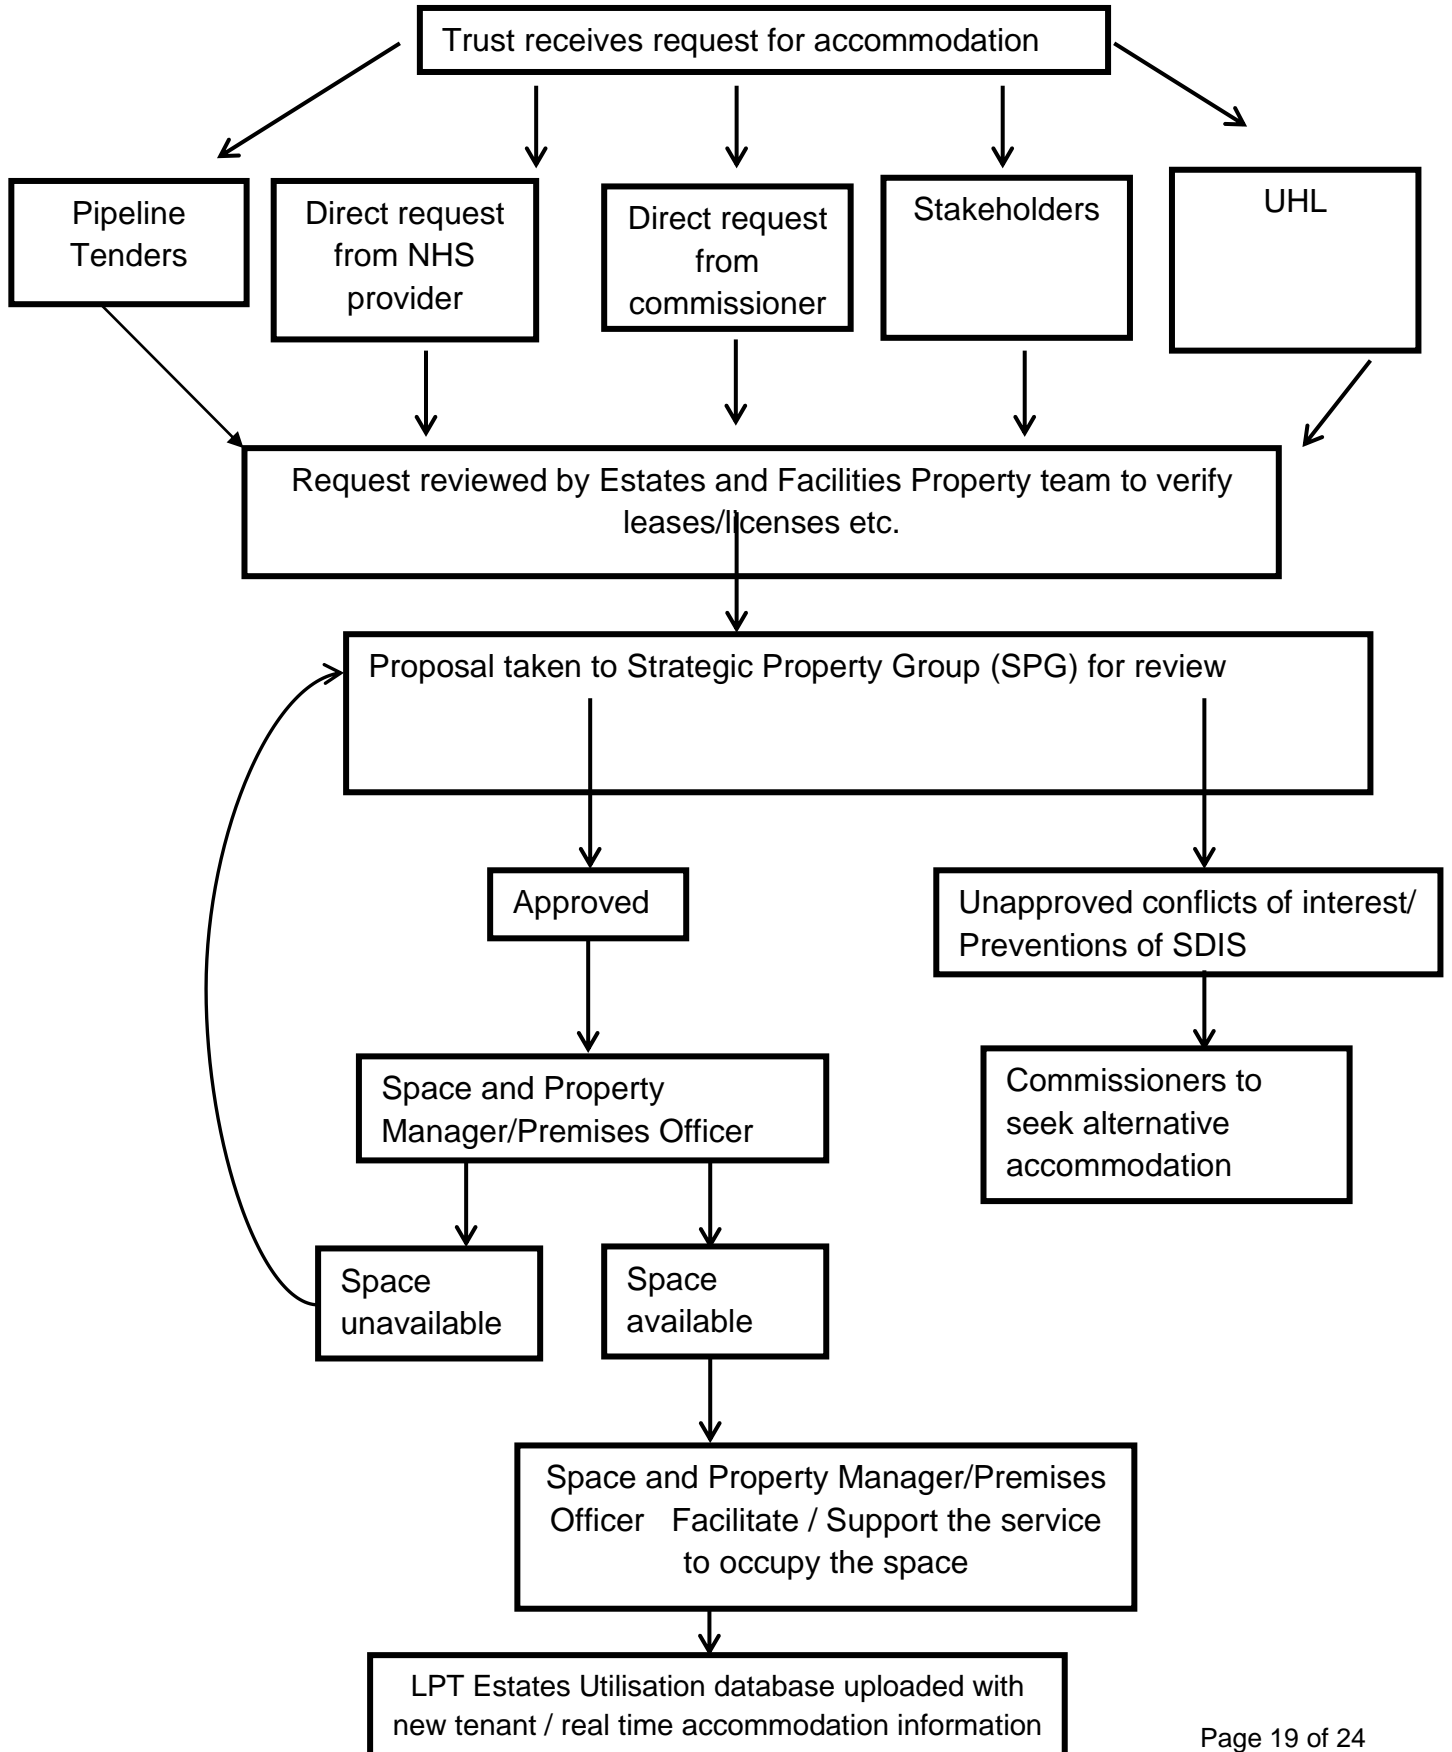 Trust receives request for accommodation
Pipeline
Tenders
Direct request
from NHS
provider
Direct request
from
commissioner
Stakeholders
UHL
Request reviewed by Estates and Facilities Property team to verify
leases/licenses etc.
Proposal taken to Strategic Property Group (SPG) for review
Approved
Unapproved conflicts of interest/
Preventions of SDIS
Space and Property
Manager/Premises Officer
Commissioners to
seek alternative
accommodation
Space
unavailable
Space
available
Space and Property Manager/Premises
Officer Facilitate / Support the service
to occupy the space
LPT Estates Utilisation database uploaded with
new tenant / real time accommodation information
Page 19 of 24